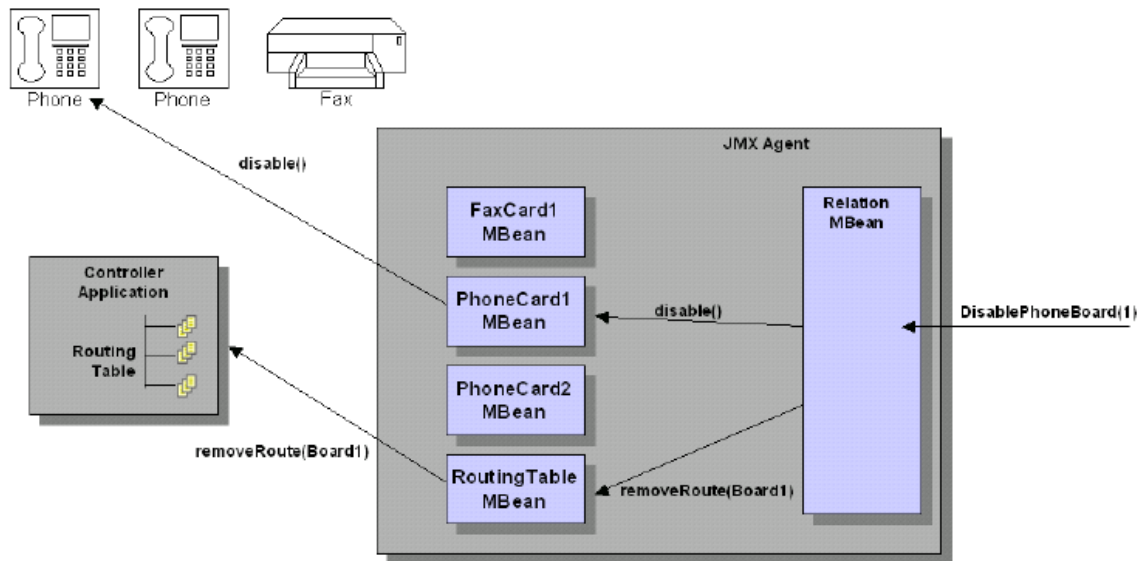 Phone
Phone
Fax
JMX Agent
disable()
FaxCard1
MBean
Relation
MBean
Controller
Application
Routing
Table
PhoneCard1
MBean
disable()
DisablePhoneBoard(1)
PhoneCard2
MBean
removeRoute(Board1)
RoutingTable
MBean
removeRoute(Board1)